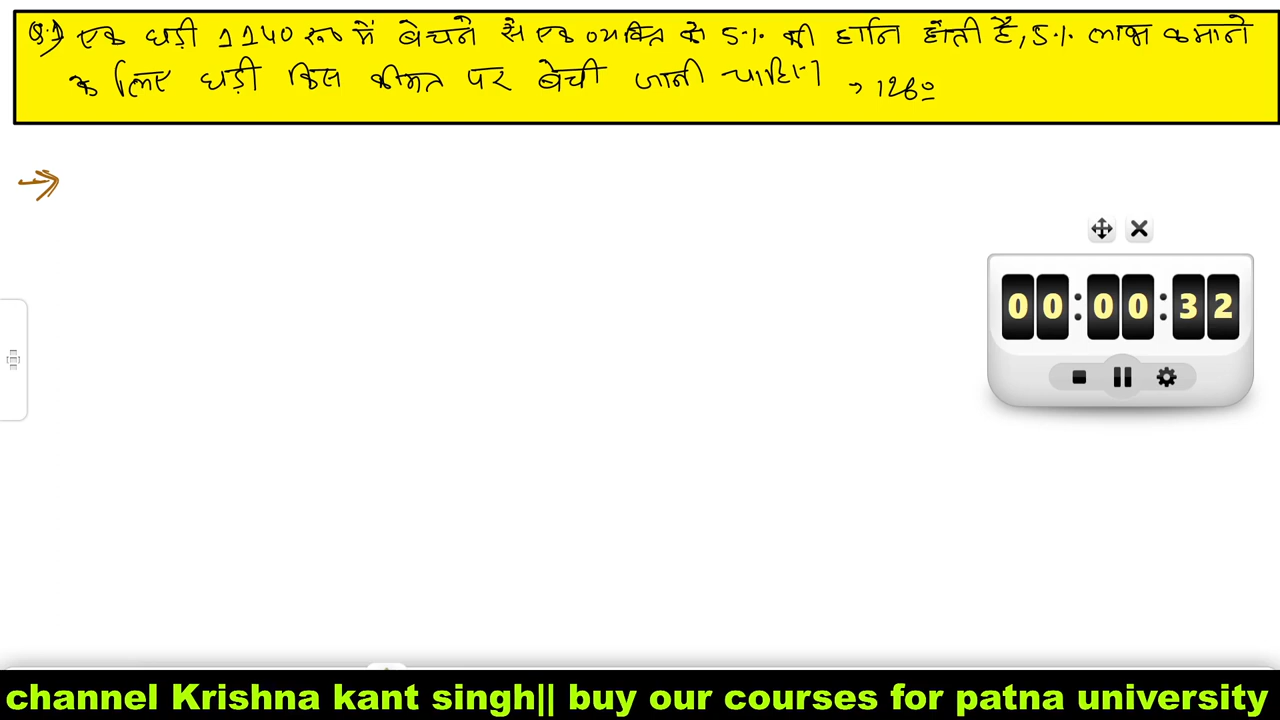 Q.1) एक घड़ी 1140 रू० में बेचने से एक व्यक्ति को 5% की हानि होती है, 5% लाभ कमाने
के लिए घड़ी किस कीमत पर बेची जानी चाहिए → 1260
00:00:32
channel Krishna kant singh|| buy our courses for patna university